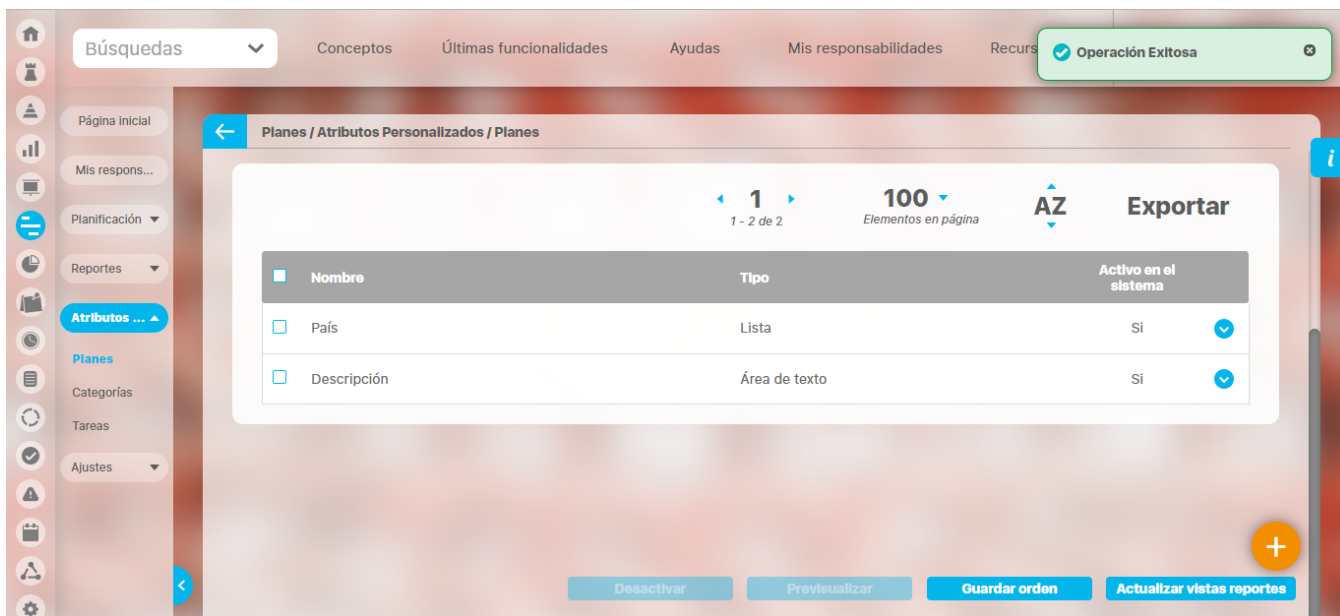 Búsquedas
Conceptos
Últimas funcionalidades
Ayudas
Mis responsabilidades
Recurs
Operación Exitosa
Página inicial
Mis respons...
Planificación
Reportes
Atributos ...
Planes
Categorías
Tareas
Ajustes
Planes / Atributos Personalizados / Planes
i
1
1 - 2 de 2
100
Elementos en página
AZ
Exportar
Nombre
Tipo
Activo en el
sistema
País
Lista
Si
Descripción
Área de texto
Si
+
Desactivar
Previsualizar
Guardar orden
Actualizar vistas reportes